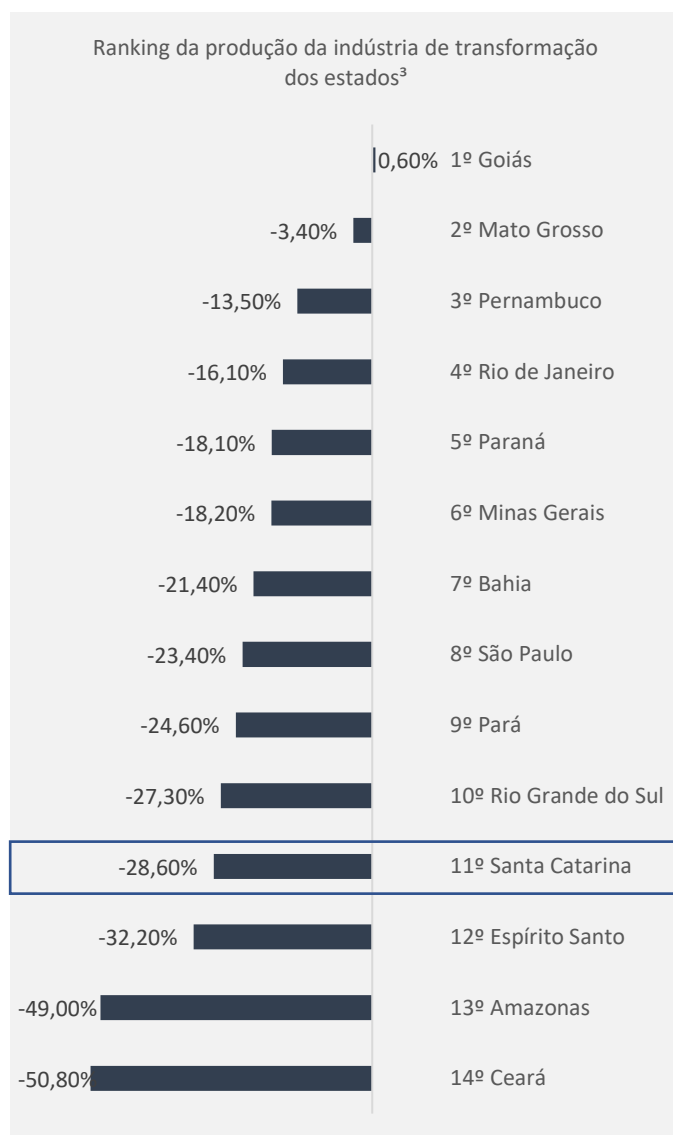 Ranking da produção da indústria de transformação
dos estados³
0,60% 1º Goiás
-3,40% 2º Mato Grosso
-13,50% 3º Pernambuco
-16,10% 4º Rio de Janeiro
-18,10% 5º Paraná
-18,20% 6º Minas Gerais
-21,40% 7º Bahia
-23,40% 8º São Paulo
-24,60% 9º Pará
-27,30% 10º Rio Grande do Sul
-28,60% 11º Santa Catarina
-32,20% 12º Espírito Santo
-49,00% 13º Amazonas
-50,80% 14º Ceará